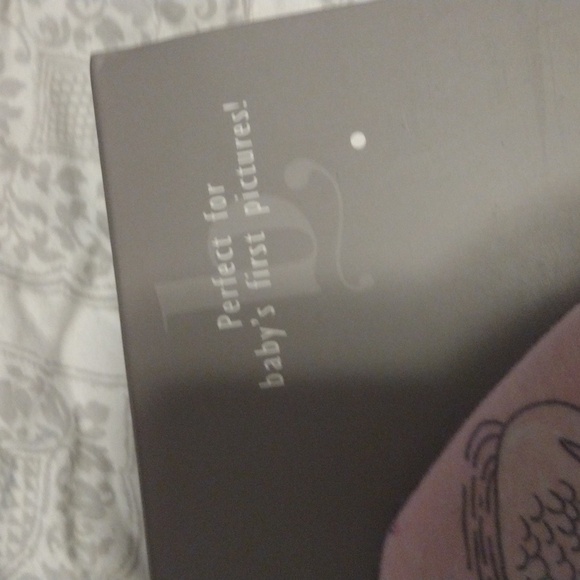 Perfect for
baby's first pictures!